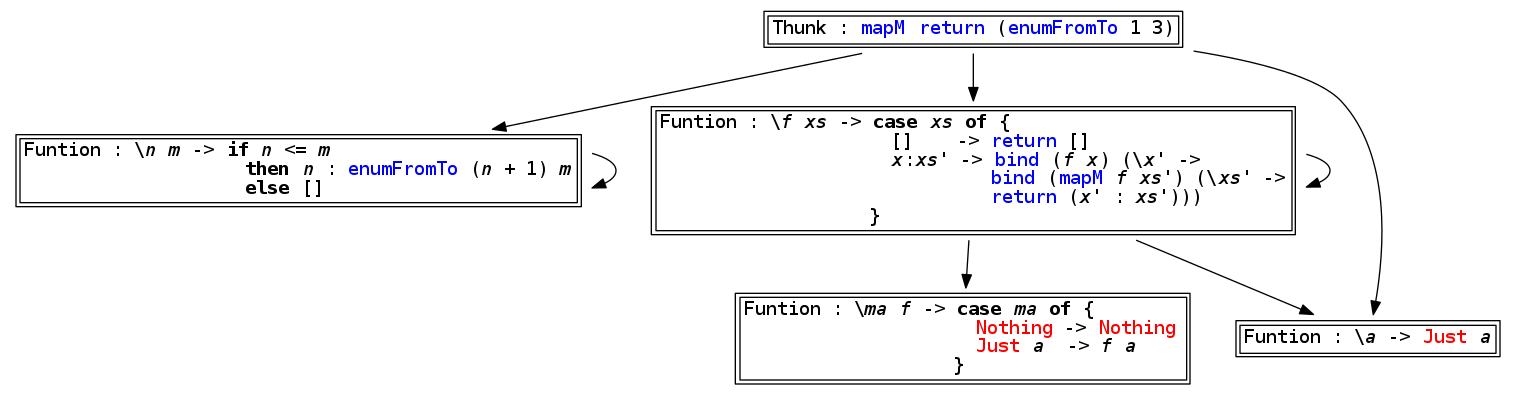 Thunk : mapM return (enumFromTo 1 3)
Funtion : \n m -> if n <= m
then n : enumFromTo (n + 1) m
else []
Funtion : \f xs -> case xs of {
[] -> return []
x:xs' -> bind (f x) (\x' ->
bind (mapM f xs') (\xs' ->
return (x' : xs')))
}
Funtion : \ma f -> case ma of {
Nothing -> Nothing
Just a -> f a
}
Funtion : \a -> Just a